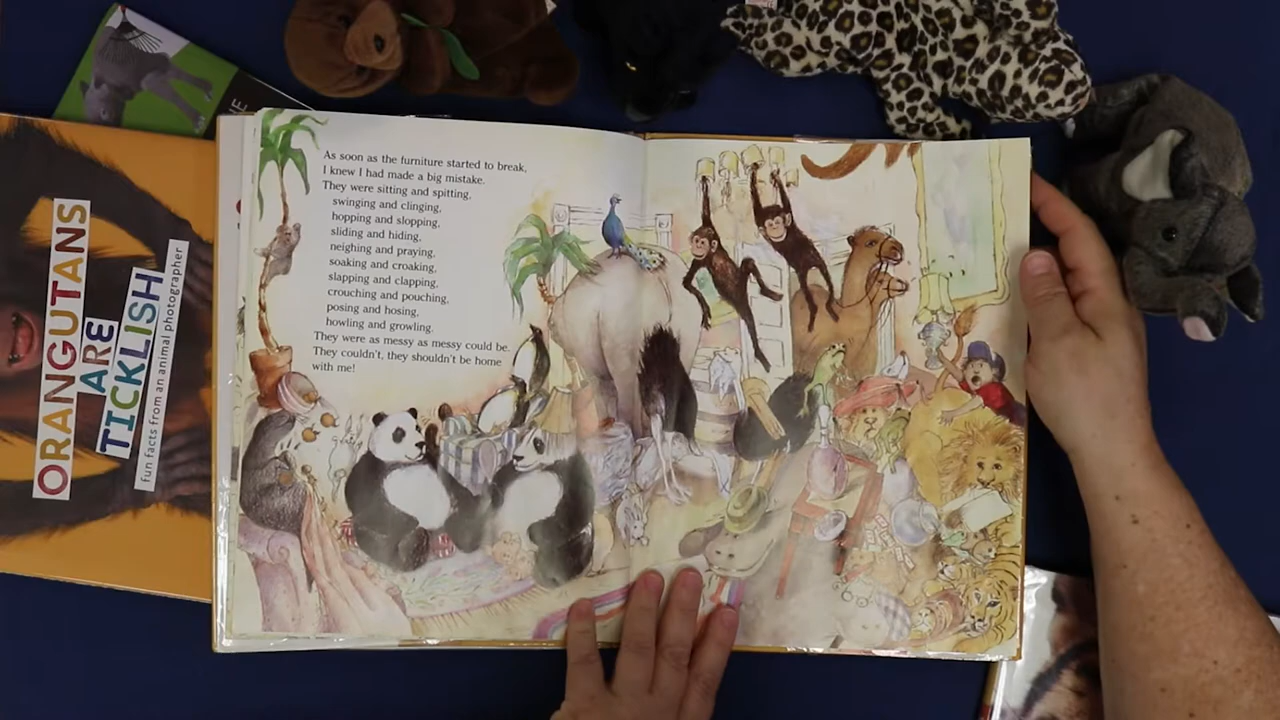 As soon as the furniture started to break,
I knew I had made a big mistake.
They were sitting and spitting,
swinging and clinging,
hopping and slopping,
sliding and hiding,
neighing and praying,
soaking and croaking,
slapping and clapping,
crouching and pouching,
posing and hosing,
howling and growling.
They were as messy as messy could be.
They couldn't, they shouldn't be home
with me!
ORANGUTANS
ARE
TICKLISH
fun facts from an animal photographer